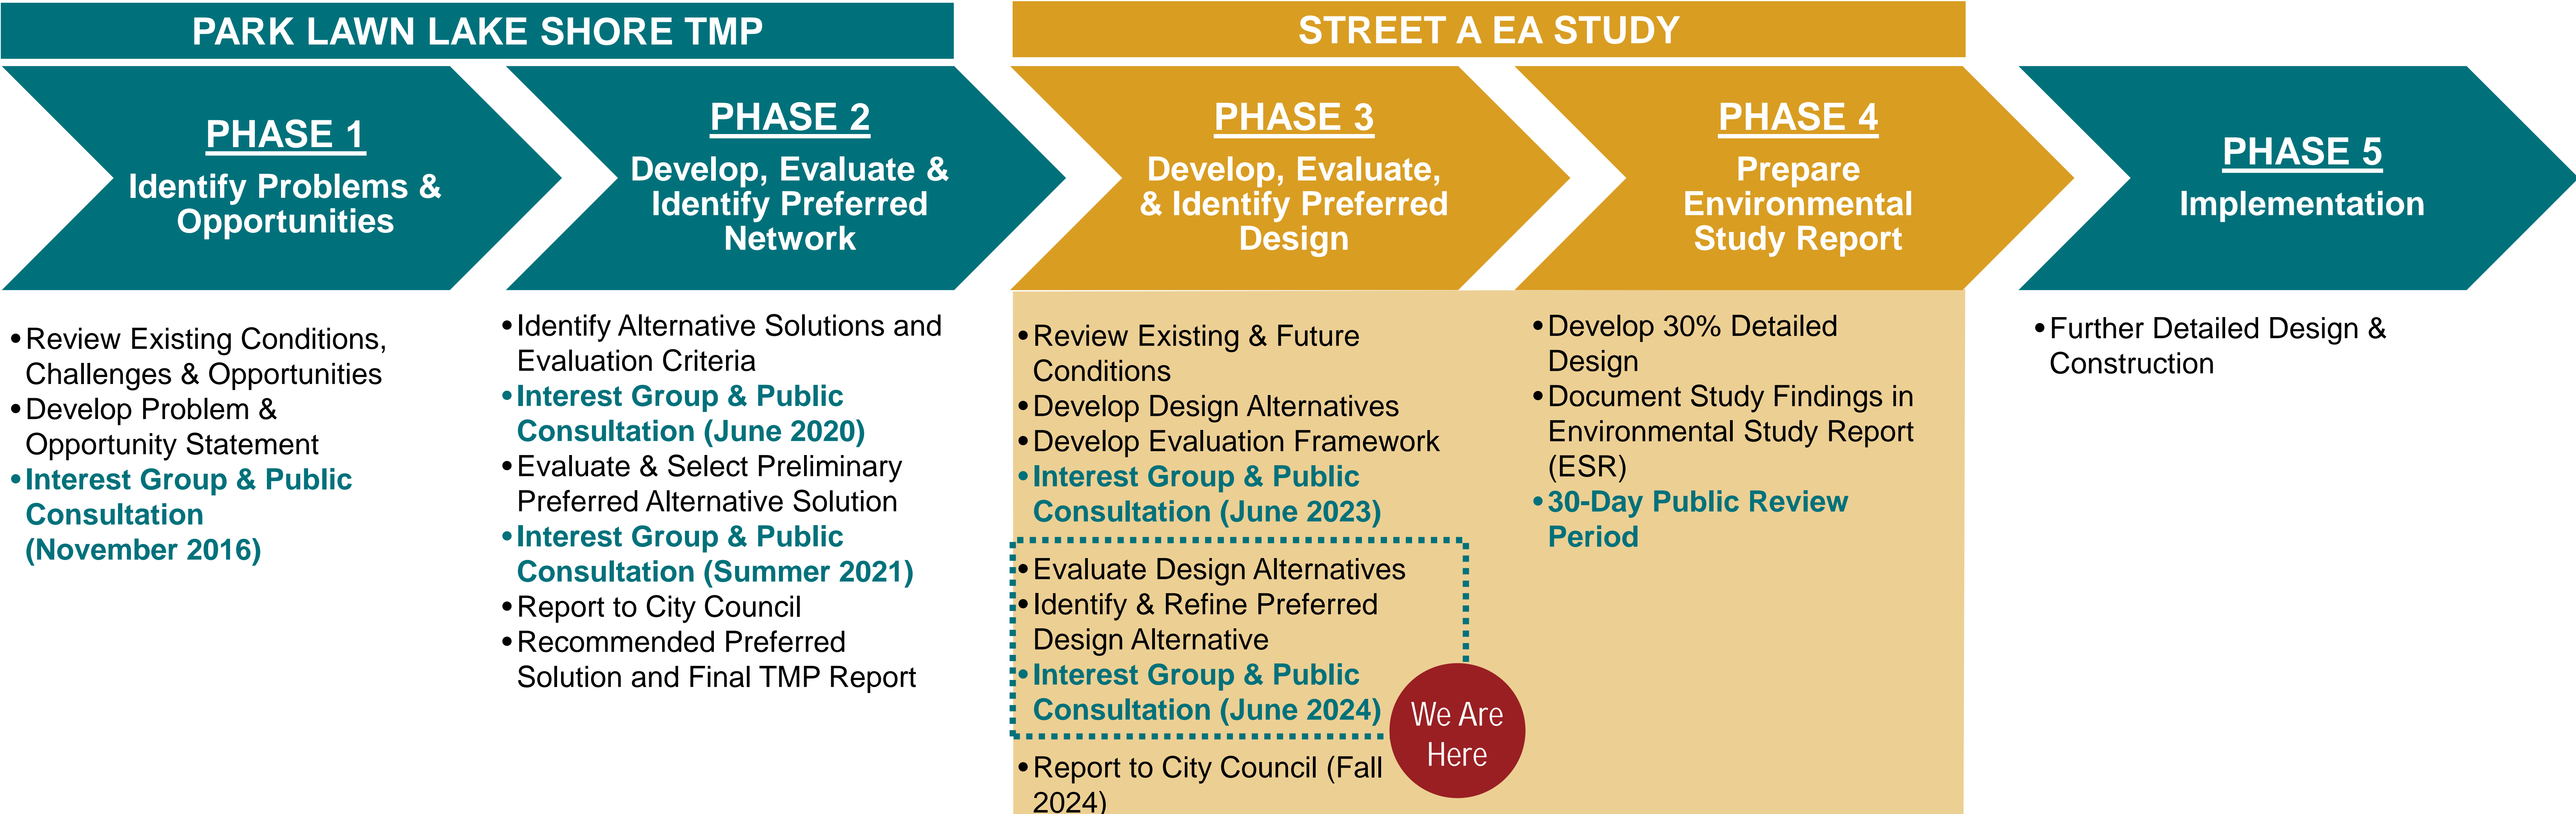 PARK LAWN LAKE SHORE TMP
STREET A EA STUDY
PHASE 1
Identify Problems &
Opportunities
PHASE 2
Develop, Evaluate &
Identify Preferred
Network
PHASE 3
Develop, Evaluate,
& Identify Preferred
Design
PHASE 4
Prepare
Environmental
Study Report
PHASE 5
Implementation
•Review Existing Conditions,
Challenges & Opportunities
•Develop Problem &
Opportunity Statement
•Interest Group & Public
Consultation
(November 2016)
•Identify Alternative Solutions and
Evaluation Criteria
•Interest Group & Public
Consultation (June 2020)
•Evaluate & Select Preliminary
Preferred Alternative Solution
•Interest Group & Public
Consultation (Summer 2021)
•Report to City Council
•Recommended Preferred
Solution and Final TMP Report
•Review Existing & Future
Conditions
•Develop Design Alternatives
•Develop Evaluation Framework
•Interest Group & Public
Consultation (June 2023)
•Evaluate Design Alternatives
•Identify & Refine Preferred
Design Alternative
•Interest Group & Public
Consultation (June 2024)
We Are
Here
•Report to City Council (Fall
2024)
•Develop 30% Detailed
Design
•Document Study Findings in
Environmental Study Report
(ESR)
•30-Day Public Review
Period
•Further Detailed Design &
Construction